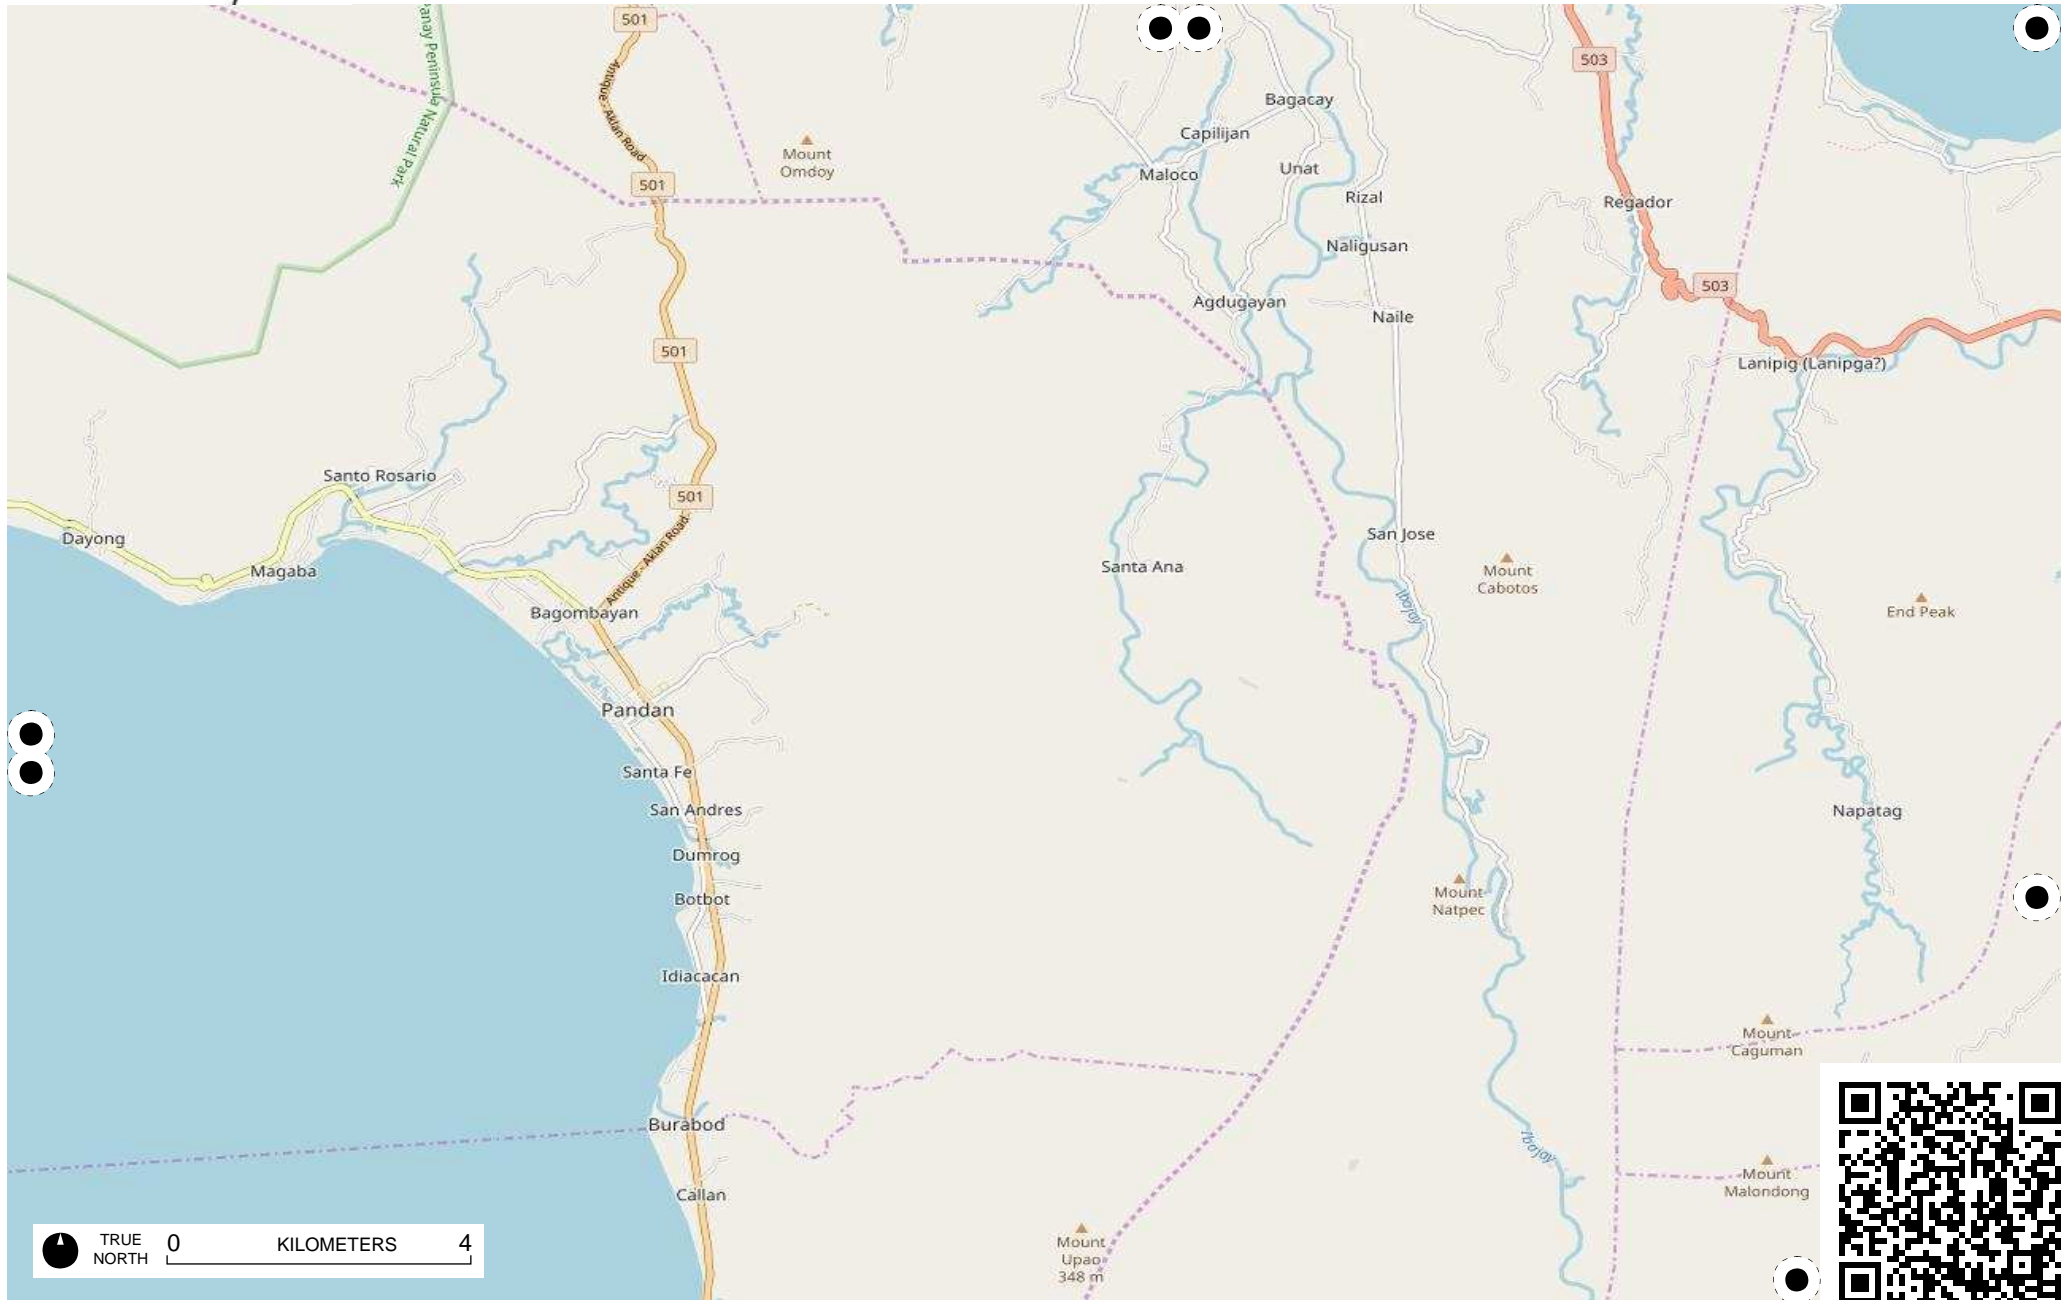 501
Panay Peninsula Natural Park
503
Antique - Aklan Road
Bagacay
Capilijan
Mount
Omdoy
Unat
Maloco
501
Rizal
Regador
Naligusan
503
Agdugayan
Naile
501
Lanipig (Lanipga?)
Santo Rosario
501
Dayong
San Jose
Antique - Aklan Road
Santa Ana
Magaba
Mount
Cabotos
Ibajay
Bagombayan
End Peak
Pandan
Santa Fe
San Andres
Napatag
Dumrog
Botbot
Mount
Natpec
Idiacacan
Mount
Caguman
Burabod
Ibajay
Mount
Malondong
Callan
Mount
Upao
348 m
TRUE
NORTH
0 KILOMETERS 4